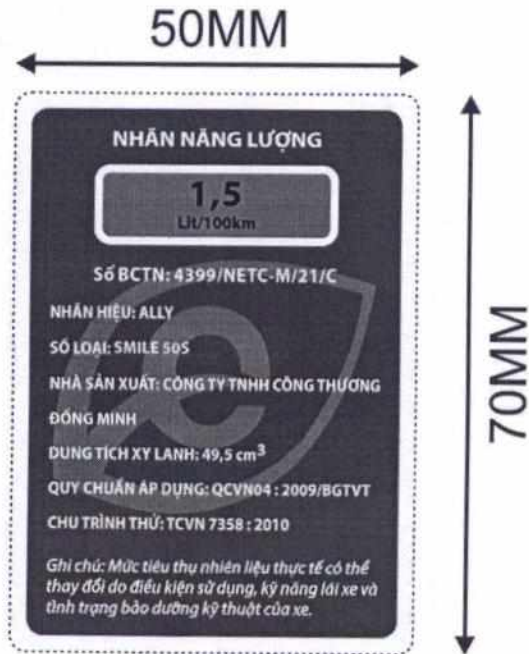 50MM
NHÃN NĂNG LƯỢNG
1,5
Lít/100km
Số BCTN: 4399/NETC-M/21/C
NHÃN HIỆU: ALLY
SỐ LOẠI: SMILE 50S
NHÀ SẢN XUẤT: CÔNG TY TNHH CÔNG THƯƠNG
ĐÔNG MINH
DUNG TÍCH XY LANH: 49,5 cm³
QUY CHUẨN ÁP DỤNG: QCVN04 : 2009/BGTVT
CHU TRÌNH THỬ: TCVN 7358 : 2010
Ghi chú: Mức tiêu thụ nhiên liệu thực tế có thể
thay đổi do điều kiện sử dụng, kỹ năng lái xe và
tình trạng bảo dưỡng kỹ thuật của xe.
70MM